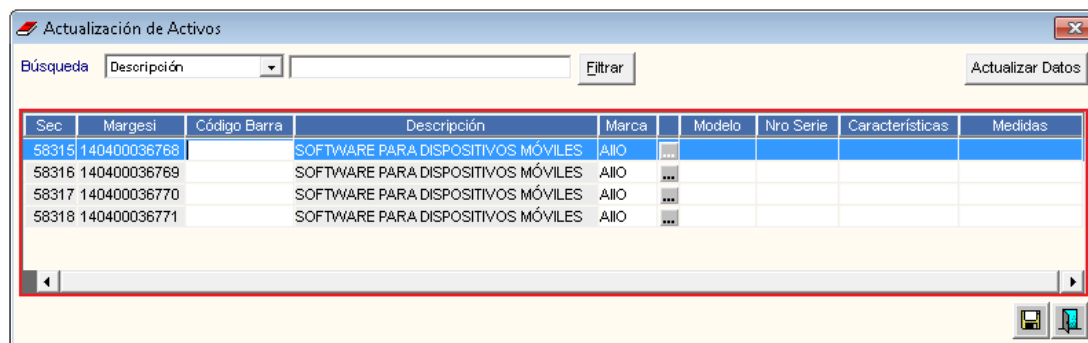 Actualización de Activos
Búsqueda Descripción Filtrar Actualizar Datos
Sec Margesi Código Barra Descripción Marca Modelo Nro Serie Características Medidas
58315 140400036768 SOFTWARE PARA DISPOSITIVOS MÓVILES AIIO ...
58316 140400036769 SOFTWARE PARA DISPOSITIVOS MÓVILES AIIO ...
58317 140400036770 SOFTWARE PARA DISPOSITIVOS MÓVILES AIIO ...
58318 140400036771 SOFTWARE PARA DISPOSITIVOS MÓVILES AIIO ...